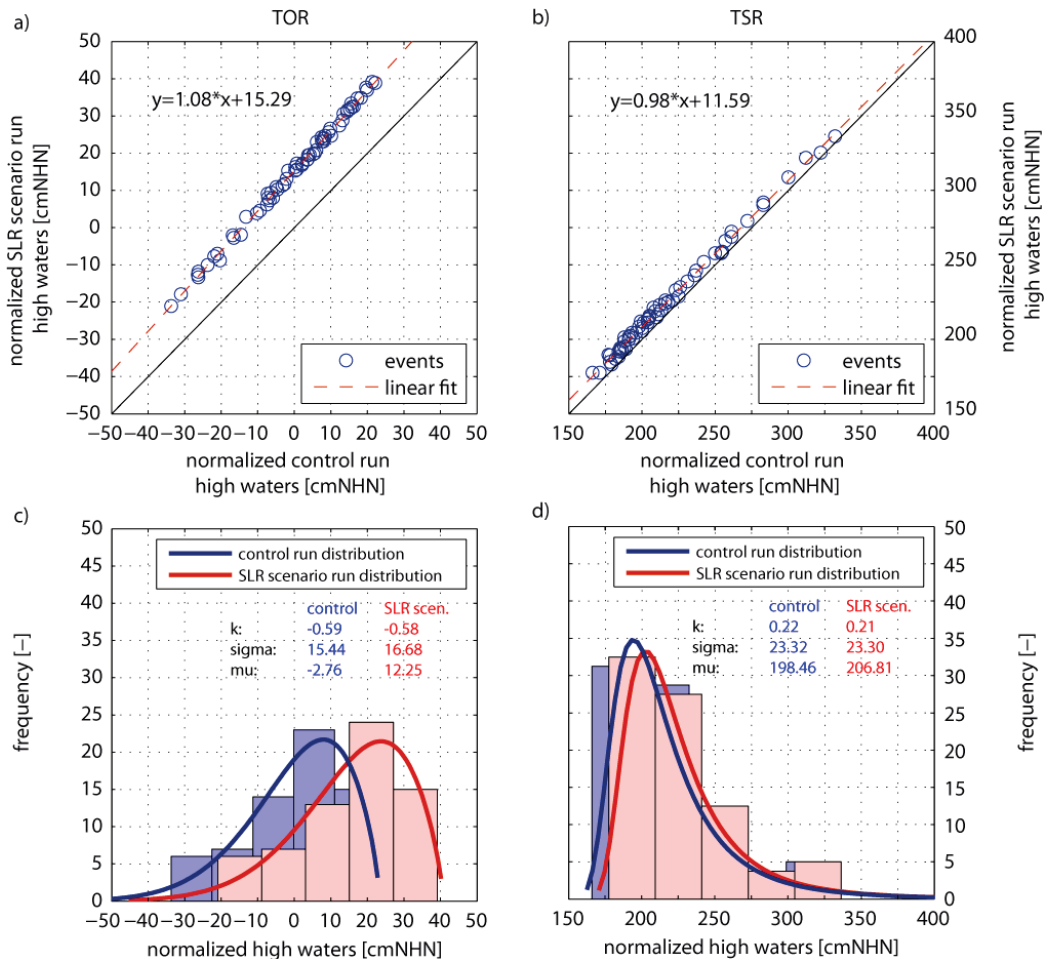 a)
TOR
50
40
30
20
10
0
−10
−20
−30
−40
−50
y=1.08*x+15.29
events
linear fit
normalized SLR scenario run
high waters [cmNHN]
−50 −40 −30 −20 −10 0 10 20 30 40 50
normalized control run
high waters [cmNHN]
b)
TSR
400
350
300
250
200
150
y=0.98*x+11.59
events
linear fit
normalized SLR scenario run
high waters [cmNHN]
150 200 250 300 350 400
normalized control run
high waters [cmNHN]
c)
50
45
40
35
30
25
20
15
10
5
0
control run distribution
SLR scenario run distribution
control SLR scen.
k: -0.59 -0.58
sigma: 15.44 16.68
mu: -2.76 12.25
frequency [−]
−50 −40 −30 −20 −10 0 10 20 30 40 50
normalized high waters [cmNHN]
d)
50
45
40
35
30
25
20
15
10
5
0
control run distribution
SLR scenario run distribution
control SLR scen.
k: 0.22 0.21
sigma: 23.32 23.30
mu: 198.46 206.81
frequency [−]
150 200 250 300 350 400
normalized high waters [cmNHN]